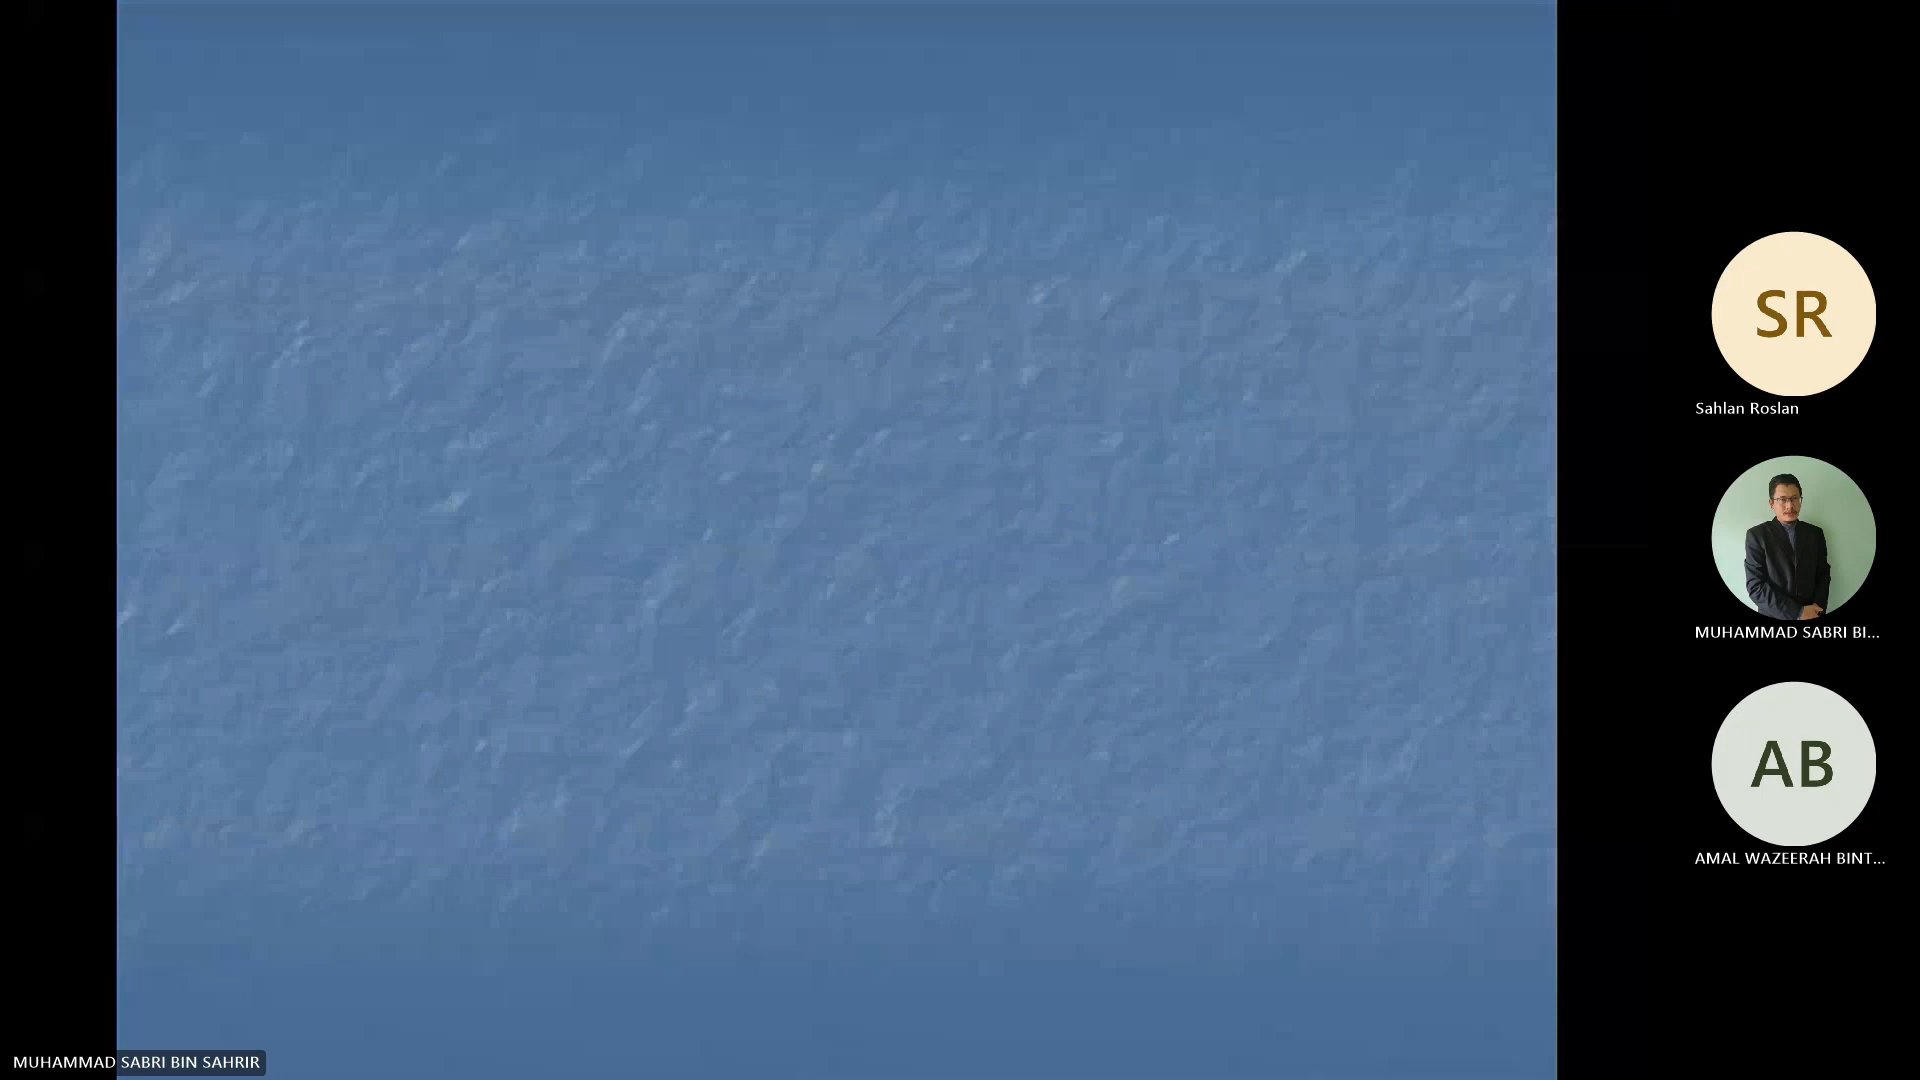 SR
Sahlan Roslan
MUHAMMAD SABRI BI...
AB
AMAL WAZEERAH BINT...
MUHAMMAD SABRI BIN SAHRIR